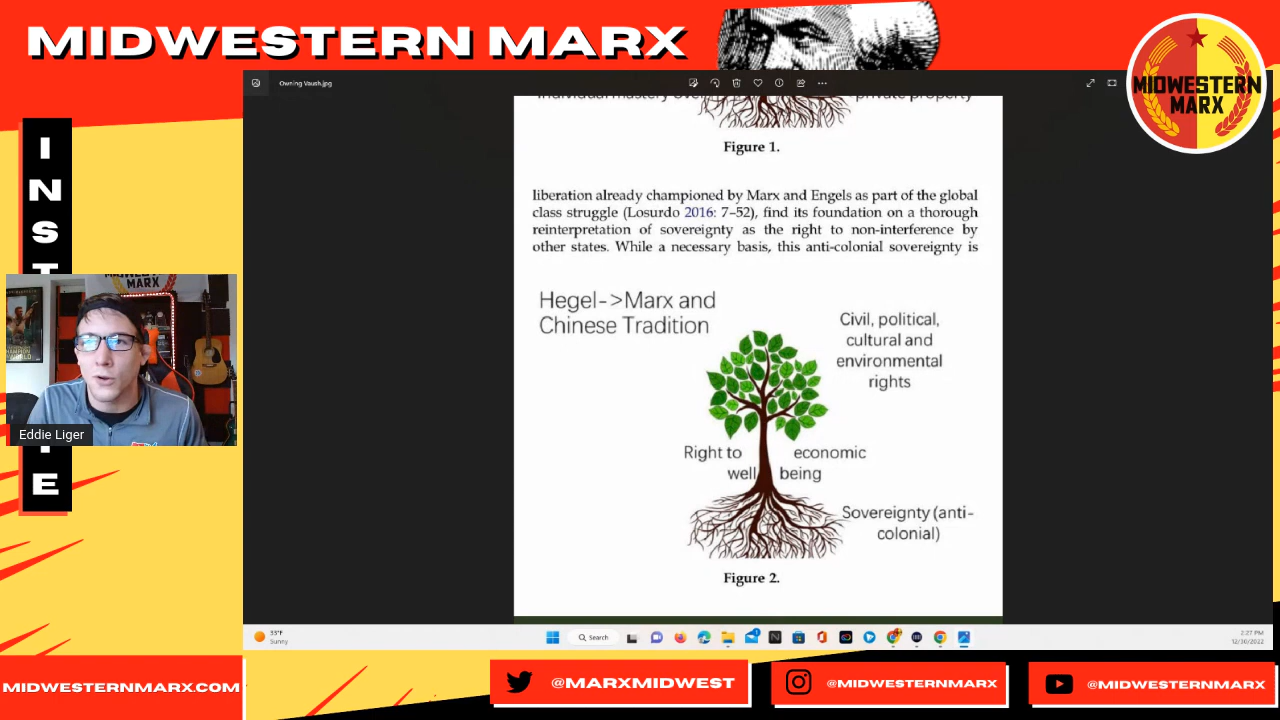 MIDWESTERN MARX
MIDWESTERN
MARX
Owning Vaush.jpg
private property
Figure 1.
liberation already championed by Marx and Engels as part of the global
class struggle (Losurdo 2016: 7–52), find its foundation on a thorough
reinterpretation of sovereignty as the right to non-interference by
other states. While a necessary basis, this anti-colonial sovereignty is
Hegel->Marx and
Chinese Tradition
Civil, political,
cultural and
environmental
rights
Right to economic
well being
Sovereignty (anti-
colonial)
Figure 2.
I
N
S
T
E
MARX
Eddie Liger
33°F
Sunny
Search
2:27 PM
12/30/2022
MIDWESTERNMARX.COM
@MARXMIDWEST
@MIDWESTERNMARX
@MIDWESTERNMARX